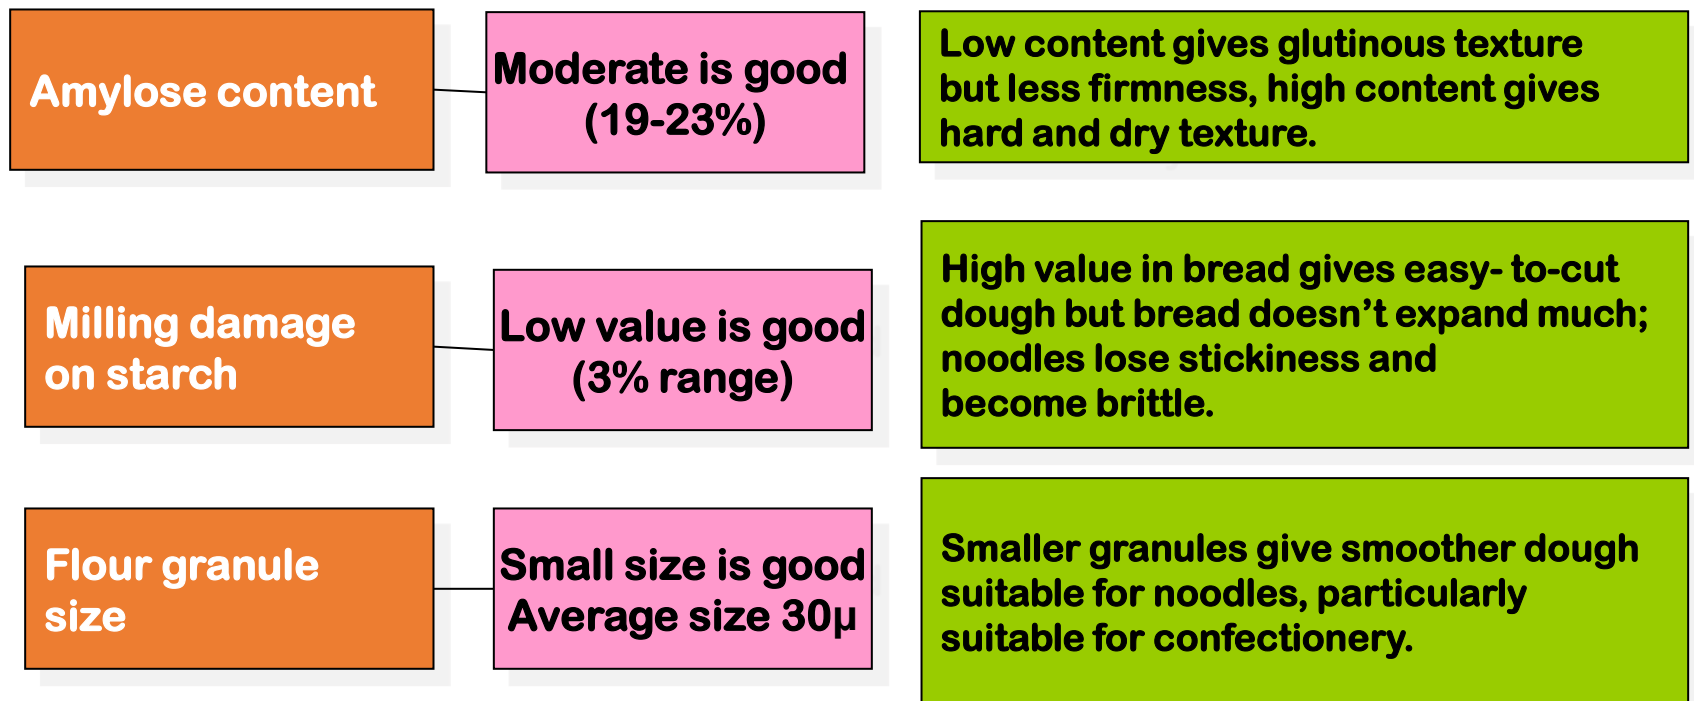 Amylose content
Moderate is good
(19-23%)
Low content gives glutinous texture
but less firmness, high content gives
hard and dry texture.
Milling damage
on starch
Low value is good
(3% range)
High value in bread gives easy- to-cut
dough but bread doesn’t expand much;
noodles lose stickiness and
become brittle.
Flour granule
size
Small size is good
Average size 30µ
Smaller granules give smoother dough
suitable for noodles, particularly
suitable for confectionery.